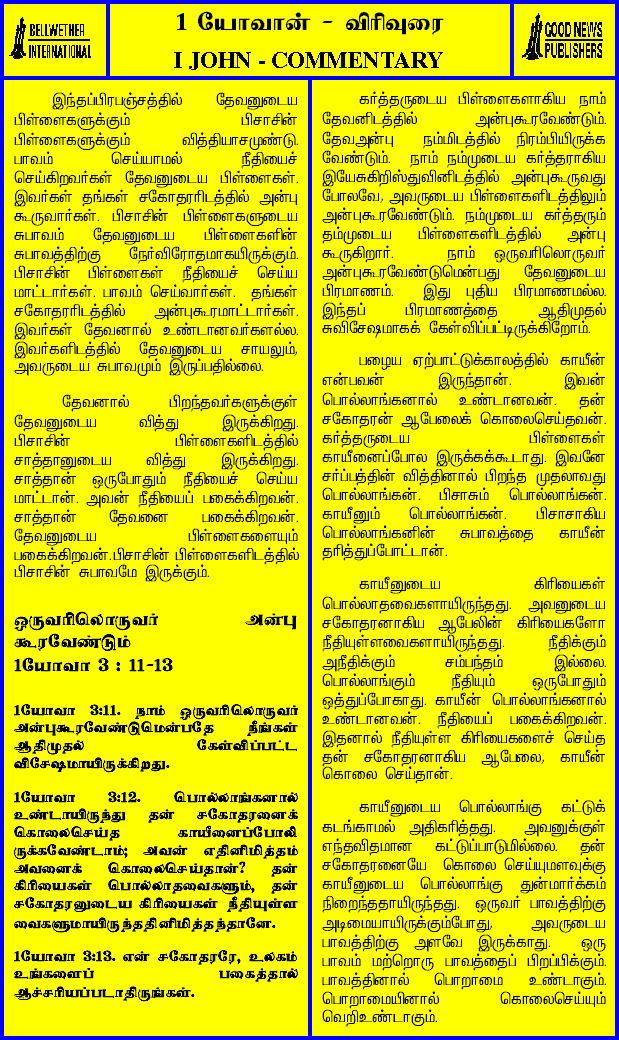 BELLWETHER
INTERNATIONAL
1 யோவான் - விரிவுரை
I JOHN - COMMENTARY
GOOD NEWS
PUBLISHERS
இந்தப்பிரபஞ்சத்தில் தேவனுடைய
பிள்ளைகளுக்கும் பிசாசின்
பிள்ளைகளுக்கும் வித்தியாசமுண்டு.
பாவம் செய்யாமல் நீதியைச்
செய்கிறவர்கள் தேவனுடைய பிள்ளைகள்.
இவர்கள் தங்கள் சகோதரரிடத்தில் அன்பு
கூருவார்கள். பிசாசின் பிள்ளைகளுடைய
சுபாவம் தேவனுடைய பிள்ளைகளின்
சுபாவத்திற்கு நேர்விரோதமாகயிருக்கும்.
பிசாசின் பிள்ளைகள் நீதியைச் செய்ய
மாட்டார்கள். பாவம் செய்வார்கள். தங்கள்
சகோதரரிடத்தில் அன்புகூரமாட்டார்கள்.
இவர்கள் தேவனால் உண்டானவர்களல்ல.
இவர்களிடத்தில் தேவனுடைய சாயலும்,
அவருடைய சுபாவமும் இருப்பதில்லை.
தேவனால் பிறந்தவர்களுக்குள்
தேவனுடைய வித்து இருக்கிறது.
பிசாசின் பிள்ளைகளிடத்தில்
சாத்தானுடைய வித்து இருக்கிறது.
சாத்தான் ஒருபோதும் நீதியைச் செய்ய
மாட்டான். அவன் நீதியைப் பகைக்கிறவன்.
சாத்தான் தேவனை பகைக்கிறவன்.
தேவனுடைய பிள்ளைகளையும்
பகைக்கிறவன்.பிசாசின் பிள்ளைகளிடத்தில்
பிசாசின் சுபாவமே இருக்கும்.
ஒருவரிலொருவர் அன்பு
கூரவேண்டும்
1யோவா 3 : 11-13
1யோவா 3:11. நாம் ஒருவரிலொருவர்
அன்புகூரவேண்டுமென்பதே நீங்கள்
ஆதிமுதல் கேள்விப்பட்ட
விசேஷமாயிருக்கிறது.
1யோவா 3:12. பொல்லாங்கனால்
உண்டாயிருந்து தன் சகோதரனைக்
கொலைசெய்த காயீனைப்போலி
ருக்கவேண்டாம்; அவன் எதினிமித்தம்
அவனைக் கொலைசெய்தான்? தன்
கிரியைகள் பொல்லாதவைகளும், தன்
சகோதரனுடைய கிரியைகள் நீதியுள்ள
வைகளுமாயிருந்ததினிமித்தந்தானே.
1யோவா 3:13. என் சகோதரரே, உலகம்
உங்களைப் பகைத்தால்
ஆச்சரியப்படாதிருங்கள்.
கர்த்தருடைய பிள்ளைகளாகிய நாம்
தேவனிடத்தில் அன்புகூரவேண்டும்.
தேவஅன்பு நம்மிடத்தில் நிரம்பியிருக்க
வேண்டும். நாம் நம்முடைய கர்த்தராகிய
இயேசுகிறிஸ்துவினிடத்தில் அன்புகூருவது
போலவே, அவருடைய பிள்ளைகளிடத்திலும்
அன்புகூரவேண்டும். நம்முடைய கர்த்தரும்
தம்முடைய பிள்ளைகளிடத்தில் அன்பு
கூருகிறார். நாம் ஒருவரிலொருவர்
அன்புகூரவேண்டுமென்பது தேவனுடைய
பிரமாணம். இது புதிய பிரமாணமல்ல.
இந்தப் பிரமாணத்தை ஆதிமுதல்
சுவிசேஷமாகக் கேள்விப்பட்டிருக்கிறோம்.
பழைய ஏற்பாட்டுக்காலத்தில் காயீன்
என்பவன் இருந்தான். இவன்
பொல்லாங்கனால் உண்டானவன். தன்
சகோதரன் ஆபேலைக் கொலைசெய்தவன்.
கர்த்தருடைய பிள்ளைகள்
காயீனைப்போல இருக்கக்கூடாது. இவனே
சர்ப்பத்தின் வித்தினால் பிறந்த முதலாவது
பொல்லாங்கன். பிசாசும் பொல்லாங்கன்.
காயீனும் பொல்லாங்கன். பிசாசாகிய
பொல்லாங்கனின் சுபாவத்தை காயீன்
தரித்துப்போட்டான்.
காயீனுடைய கிரியைகள்
பொல்லாதவைகளாயிருந்தது. அவனுடைய
சகோதரனாகிய ஆபேலின் கிரியைகளோ
நீதியுள்ளவைகளாயிருந்தது. நீதிக்கும்
அநீதிக்கும் சம்பந்தம் இல்லை.
பொல்லாங்கும் நீதியும் ஒருபோதும்
ஒத்துப்போகாது. காயீன் பொல்லாங்கனால்
உண்டானவன். நீதியைப் பகைக்கிறவன்.
இதனால் நீதியுள்ள கிரியைகளைச் செய்த
தன் சகோதரனாகிய ஆபேலை, காயீன்
கொலை செய்தான்.
காயீனுடைய பொல்லாங்கு கட்டுக்
கடங்காமல் அதிகரித்தது. அவனுக்குள்
எந்தவிதமான கட்டுப்பாடுமில்லை. தன்
சகோதரனையே கொலை செய்யுமளவுக்கு
காயீனுடைய பொல்லாங்கு துன்மார்க்கம்
நிறைந்ததாயிருந்தது. ஒருவர் பாவத்திற்கு
அடிமையாயிருக்கும்போது, அவருடைய
பாவத்திற்கு அளவே இருக்காது. ஒரு
பாவம் மற்றொரு பாவத்தைப் பிறப்பிக்கும்.
பாவத்தினால் பொறாமை உண்டாகும்.
பொறாமையினால் கொலைசெய்யும்
வெறிஉண்டாகும்.